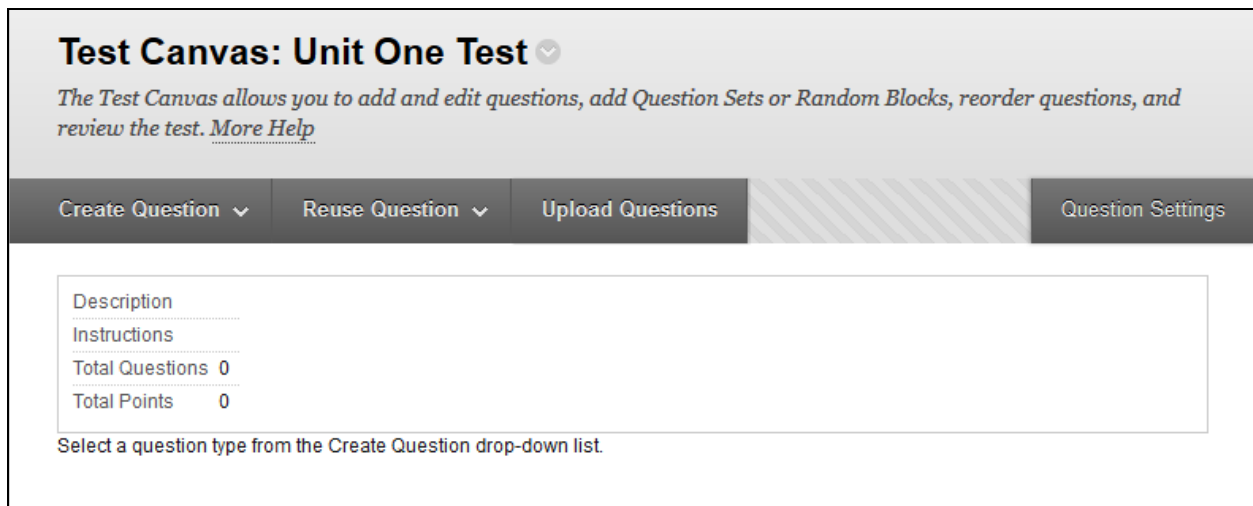 Test Canvas: Unit One Test
The Test Canvas allows you to add and edit questions, add Question Sets or Random Blocks, reorder questions, and
review the test. More Help
Create Question Reuse Question Upload Questions Question Settings
Description
Instructions
Total Questions 0
Total Points 0
Select a question type from the Create Question drop-down list.